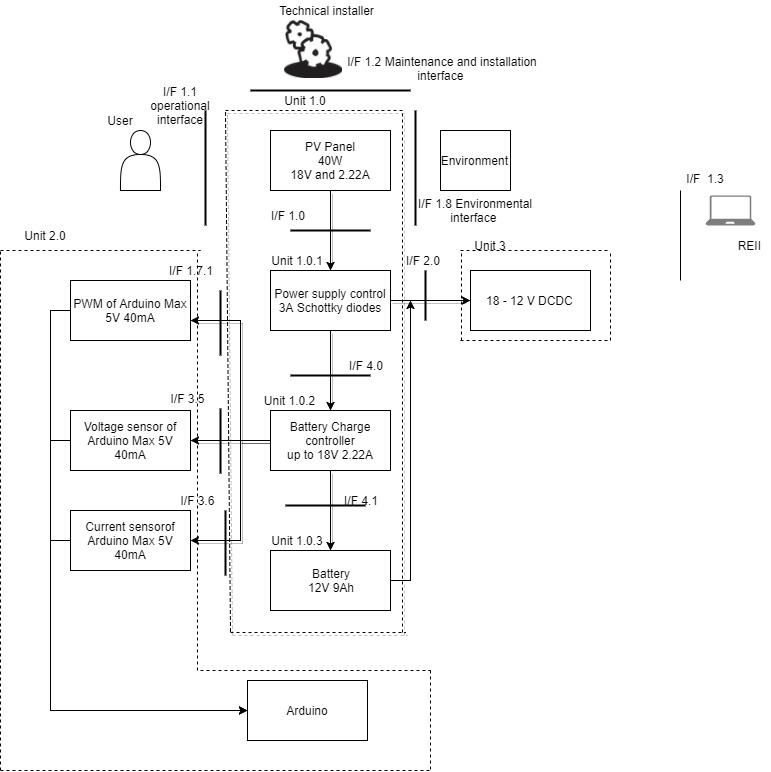 Technical installer
I/F 1.2 Maintenance and installation
interface
I/F 1.1
operational
interface
Unit 1.0
User
PV Panel
40W
18V and 2.22A
Environment
I/F 1.3
I/F 1.8 Environmental
interface
I/F 1.0
REII
Unit 2.0
Unit 3
I/F 1.7.1
Unit 1.0.1
I/F 2.0
PWM of Arduino Max
5V 40mA
Power supply control
3A Schottky diodes
18 - 12 V DCDC
I/F 4.0
I/F 3.5
Unit 1.0.2
Voltage sensor of
Arduino Max 5V
40mA
Battery Charge
controller
up to 18V 2.22A
I/F 3.6
I/F 4.1
Current sensorof
Arduino Max 5V
40mA
Unit 1.0.3
Battery
12V 9Ah
Arduino